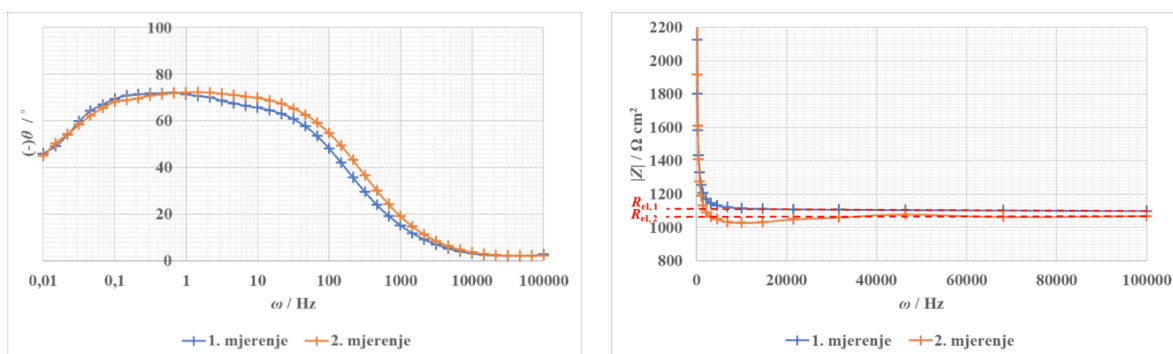 100
80
60
40
20
0
(-)θ / °
0,01 0,1 1 10 100 1000 10000 100000
ω / Hz
1. mjerenje 2. mjerenje
2200
2000
1800
1600
1400
1200
1000
800
|Z| / Ω cm²
R el, 1
R el, 2
0 20000 40000 60000 80000 100000
ω / Hz
1. mjerenje 2. mjerenje